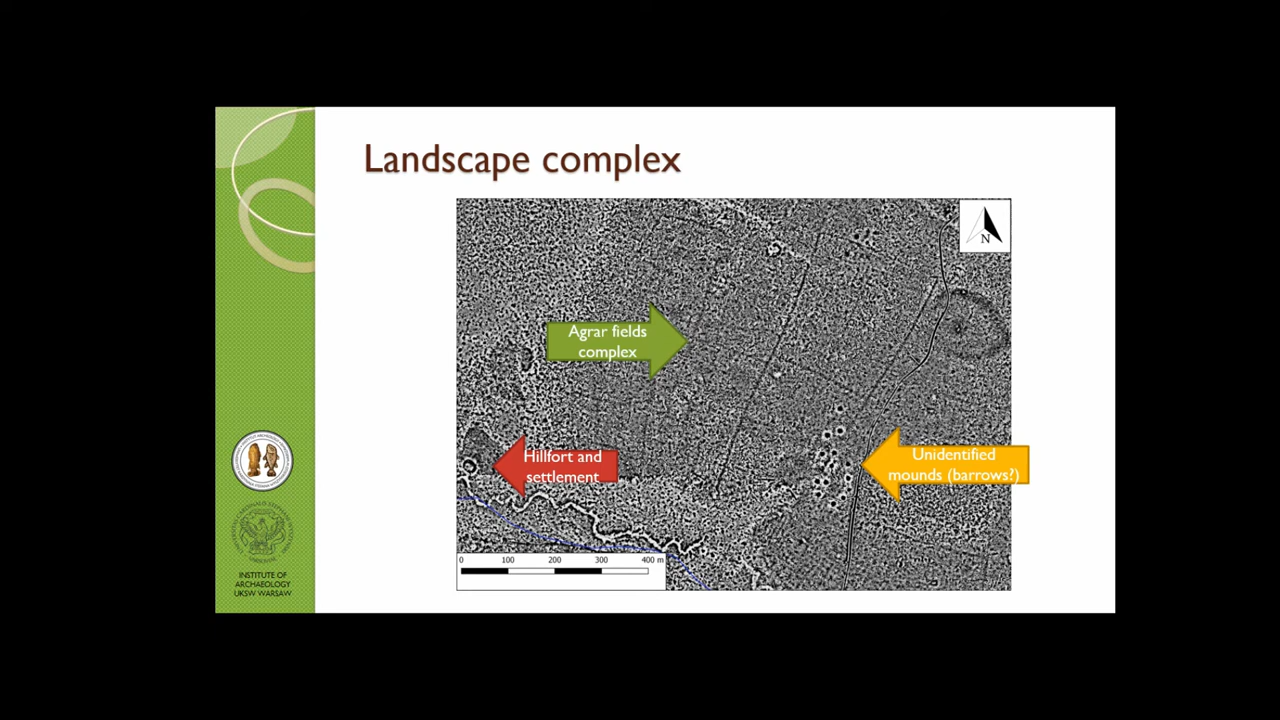 Landscape complex
N
Agrar fields
complex
Hillfort and
settlement
Unidentified
mounds (barrows?)
0 100 200 300 400 m
INSTITUTE OF
ARCHAEOLOGY
UKSW WARSAW